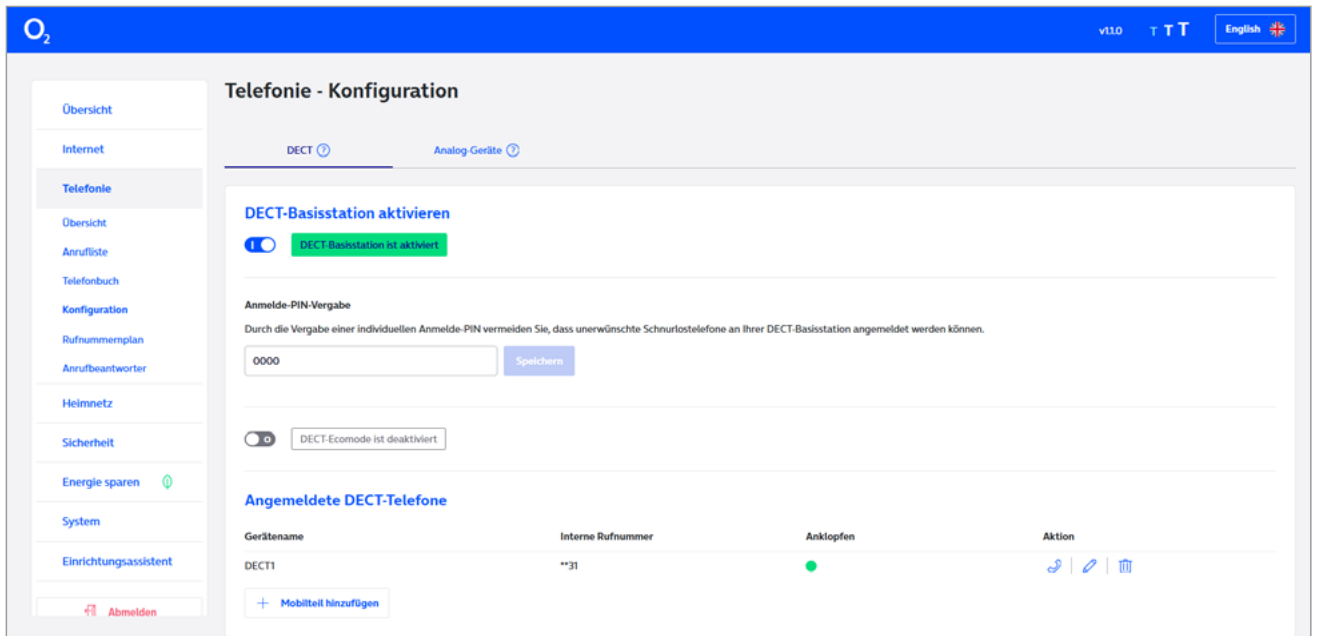 O2
v1.1.0 T T T English
Übersicht
Internet
Telefonie
Übersicht
Anrufliste
Telefonbuch
Konfiguration
Rufnummernplan
Anrufbeantworter
Heimnetz
Sicherheit
Energie sparen
System
Einrichtungsassistent
Abmelden
Telefonie - Konfiguration
DECT ? Analog-Geräte ?
DECT-Basisstation aktivieren
DECT-Basisstation ist aktiviert
Anmelde-PIN-Vergabe
Durch die Vergabe einer individuellen Anmelde-PIN vermeiden Sie, dass unerwünschte Schnurlostelefone an Ihrer DECT-Basisstation angemeldet werden können.
0000 Speichern
DECT-Ecomode ist deaktiviert
Angemeldete DECT-Telefone
Gerätename Interne Rufnummer Anklopfen Aktion
DECT1 **31
+ Mobilteil hinzufügen